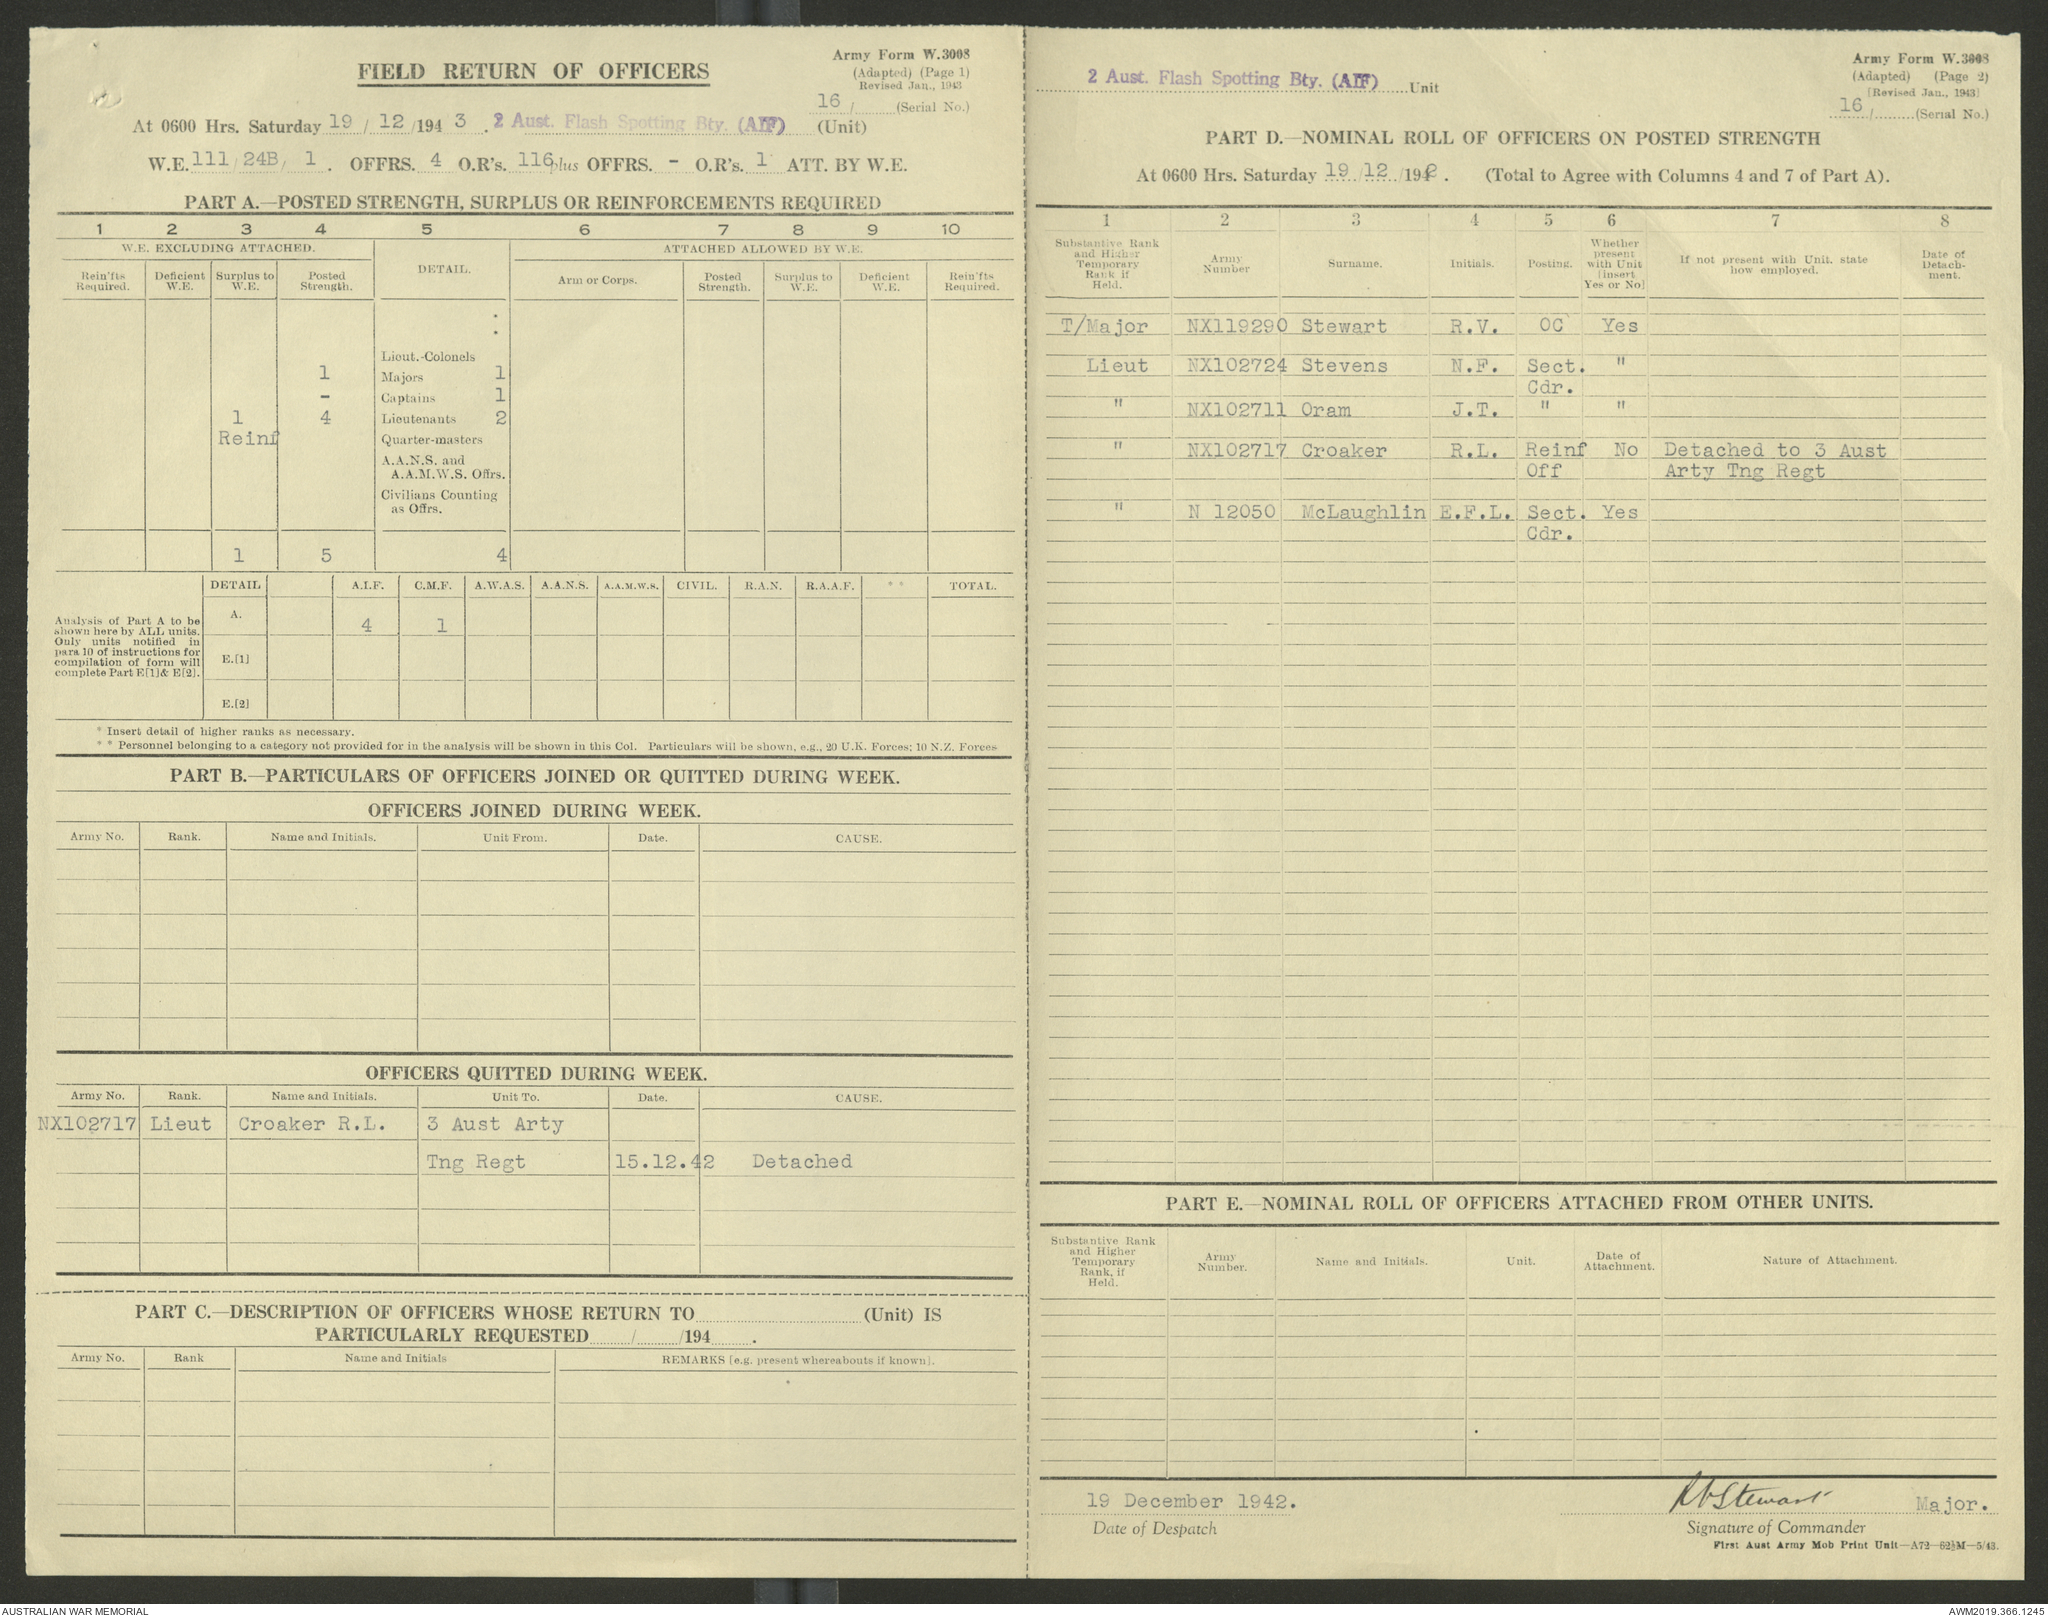 Army Form W.3008
FIELD RETURN OF OFFICERS
(Adapted) (Page 1)
Revised Jan., 1943
16/ (Serial No.)
At 0600 Hrs. Saturday 19/12/1943. 2 Aust. Flash Spotting Bty. (AIF) (Unit)
W.E. 111/24B/1. OFFRS. 4 O.R's. 116 plus OFFRS. - O.R's. 1 ATT. BY W.E.
PART A.—POSTED STRENGTH, SURPLUS OR REINFORCEMENTS REQUIRED
1 2 3 4 5 6 7 8 9 10
W.E. EXCLUDING ATTACHED. DETAIL. ATTACHED ALLOWED BY W.E.
Rein'fts Required. Deficient W.E. Surplus to W.E. Posted Strength. Arm or Corps. Posted Strength. Surplus to W.E. Deficient W.E. Rein'fts Required.
Lieut.-Colonels
1 Majors 1
- Captains 1
1 4 Lieutenants 2
Reinf Quarter-masters
A.A.N.S. and
A.A.M.W.S. Offrs.
Civilians Counting
as Offrs.
1 5 4
DETAIL A.I.F. C.M.F. A.W.A.S. A.A.N.S. A.A.M.W.S. CIVIL. R.A.N. R.A.A.F. * * TOTAL.
Analysis of Part A to be
shown here by ALL units.
Only units notified in
para 10 of instructions for
compilation of form will
complete Part E[1]& E[2].
A. 4 1
E.[1]
E.[2]
* Insert detail of higher ranks as necessary.
* * Personnel belonging to a category not provided for in the analysis will be shown in this Col. Particulars will be shown, e.g., 20 U.K. Forces; 10 N.Z. Forces
PART B.—PARTICULARS OF OFFICERS JOINED OR QUITTED DURING WEEK.
OFFICERS JOINED DURING WEEK.
Army No. Rank. Name and Initials. Unit From. Date. CAUSE.
OFFICERS QUITTED DURING WEEK.
Army No. Rank. Name and Initials. Unit To. Date. CAUSE.
NX102717 Lieut Croaker R.L. 3 Aust Arty
Tng Regt 15.12.42 Detached
PART C.—DESCRIPTION OF OFFICERS WHOSE RETURN TO (Unit) IS
PARTICULARLY REQUESTED / /194 .
Army No. Rank Name and Initials REMARKS [e.g. present whereabouts if known].
Army Form W.3008
2 Aust. Flash Spotting Bty. (AIF) Unit
(Adapted) (Page 2)
[Revised Jan., 1943]
16/ (Serial No.)
PART D.—NOMINAL ROLL OF OFFICERS ON POSTED STRENGTH
At 0600 Hrs. Saturday 19/12/1942. (Total to Agree with Columns 4 and 7 of Part A).
1 2 3 4 5 6 7 8
Substantive Rank and Higher Temporary Rank if Held. Army Number Surname. Initials. Posting. Whether present with Unit [insert Yes or No] If not present with Unit. state how employed. Date of Detachment.
T/Major NX119290 Stewart R.V. OC Yes
Lieut NX102724 Stevens N.F. Sect. "
Cdr.
" NX102711 Oram J.T. " "
" NX102717 Croaker R.L. Reinf No Detached to 3 Aust
Off Arty Tng Regt
" N 12050 McLaughlin E.F.L. Sect. Yes
Cdr.
PART E.—NOMINAL ROLL OF OFFICERS ATTACHED FROM OTHER UNITS.
Substantive Rank and Higher Temporary Rank, if Held. Army Number. Name and Initials. Unit. Date of Attachment. Nature of Attachment.
19 December 1942. RVStewart Major.
Date of Despatch Signature of Commander
First Aust Army Mob Print Unit—A72—62½M—5/43.
AUSTRALIAN WAR MEMORIAL AWM2019.366.1245